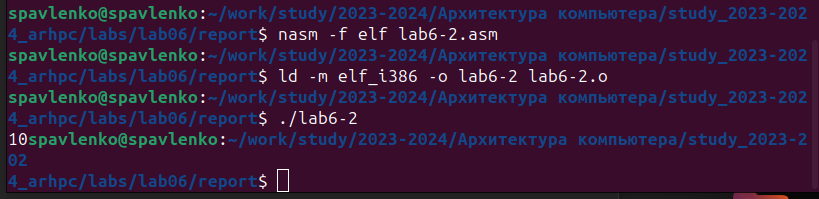 spavlenko@spavlenko:~/work/study/2023-2024/Архитектура компьютера/study_2023-202
4_arhpc/labs/lab06/report$ nasm -f elf lab6-2.asm
spavlenko@spavlenko:~/work/study/2023-2024/Архитектура компьютера/study_2023-202
4_arhpc/labs/lab06/report$ ld -m elf_i386 -o lab6-2 lab6-2.o
spavlenko@spavlenko:~/work/study/2023-2024/Архитектура компьютера/study_2023-202
4_arhpc/labs/lab06/report$ ./lab6-2
10spavlenko@spavlenko:~/work/study/2023-2024/Архитектура компьютера/study_2023-2
02
4_arhpc/labs/lab06/report$